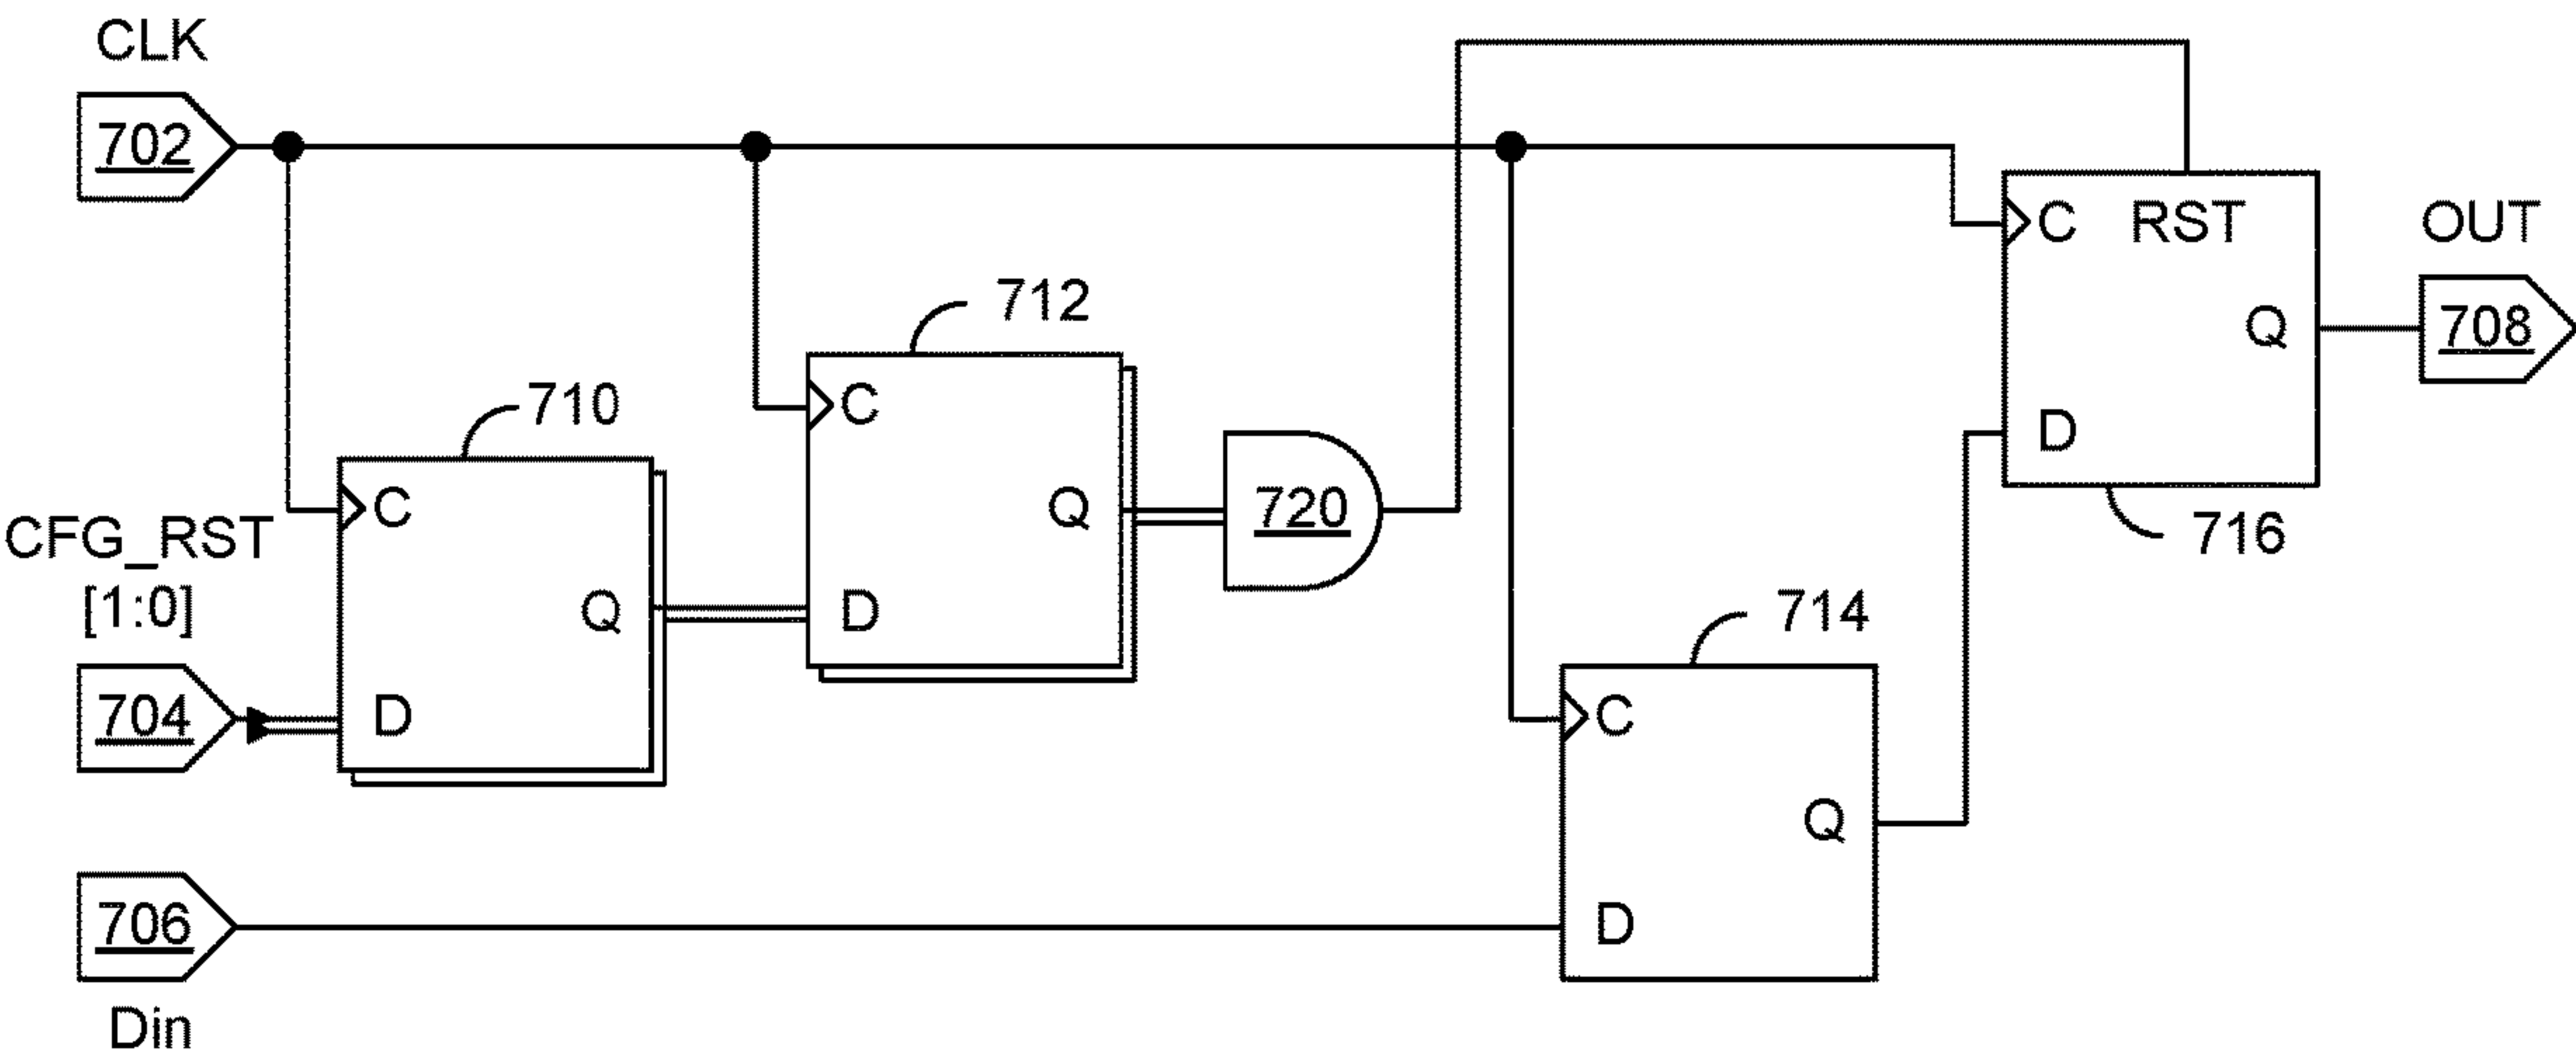 CLK
702
C
RST
OUT
Q
708
D
716
712
C
Q
D
720
710
C
Q
D
CFG_RST
[1:0]
704
714
C
Q
D
706
Din